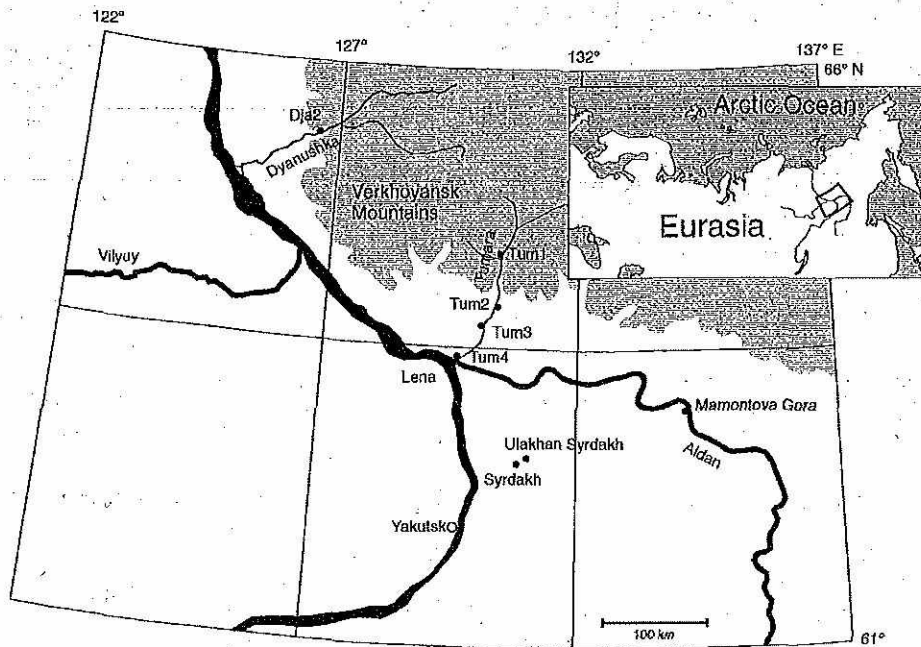 122°
127°
132°
137° E
66° N
Arctic Ocean
Eurasia
Dja2
Dyanushka
Verkhoyansk
Mountains
Tumara
Tum1
Vilyuy
Tum2
Tum3
Tum4
Lena
Mamontova Gora
Aldan
Ulakhan Syrdakh
Syrdakh
Yakutsk
100 km
61°